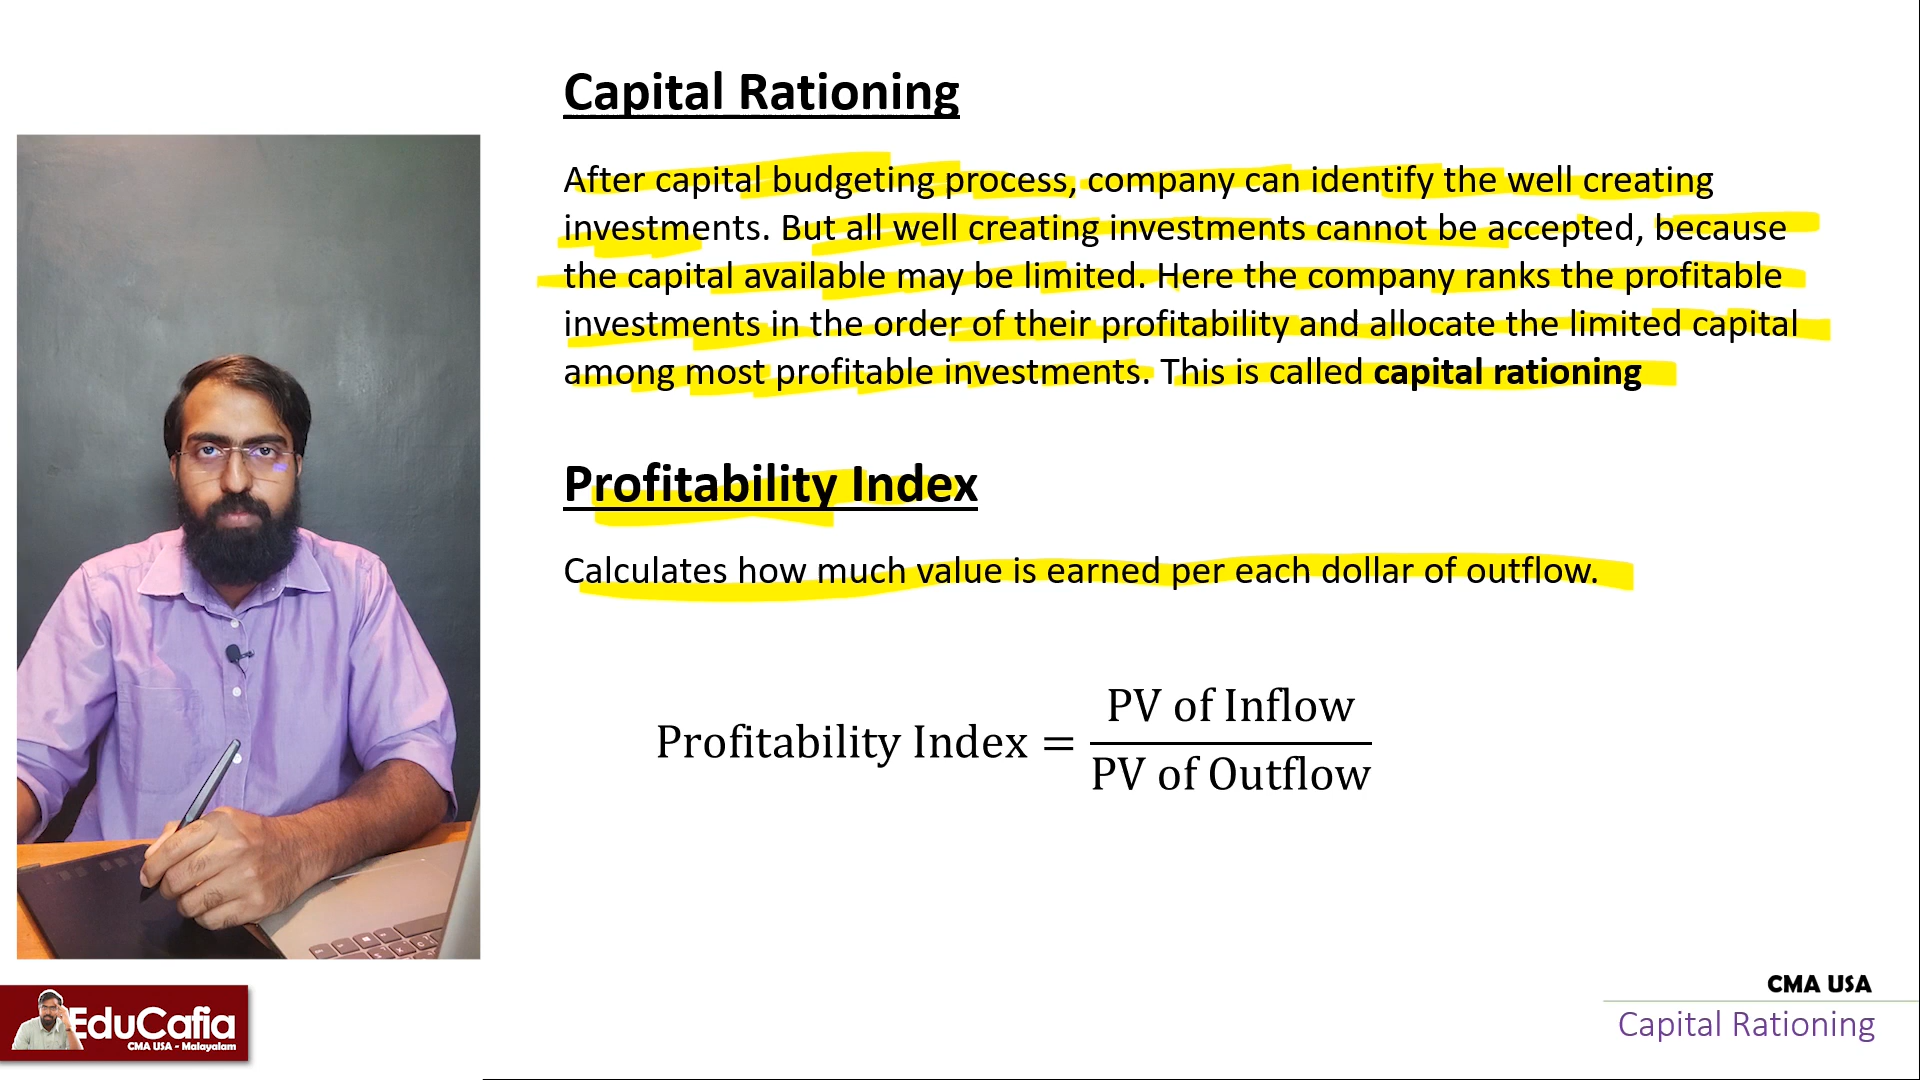 Capital Rationing
After capital budgeting process, company can identify the well creating
investments. But all well creating investments cannot be accepted, because
the capital available may be limited. Here the company ranks the profitable
investments in the order of their profitability and allocate the limited capital
among most profitable investments. This is called capital rationing
Profitability Index
Calculates how much value is earned per each dollar of outflow.
Profitability Index = PV of Inflow / PV of Outflow
EduCafia
CMA USA - Malayalam
CMA USA
Capital Rationing